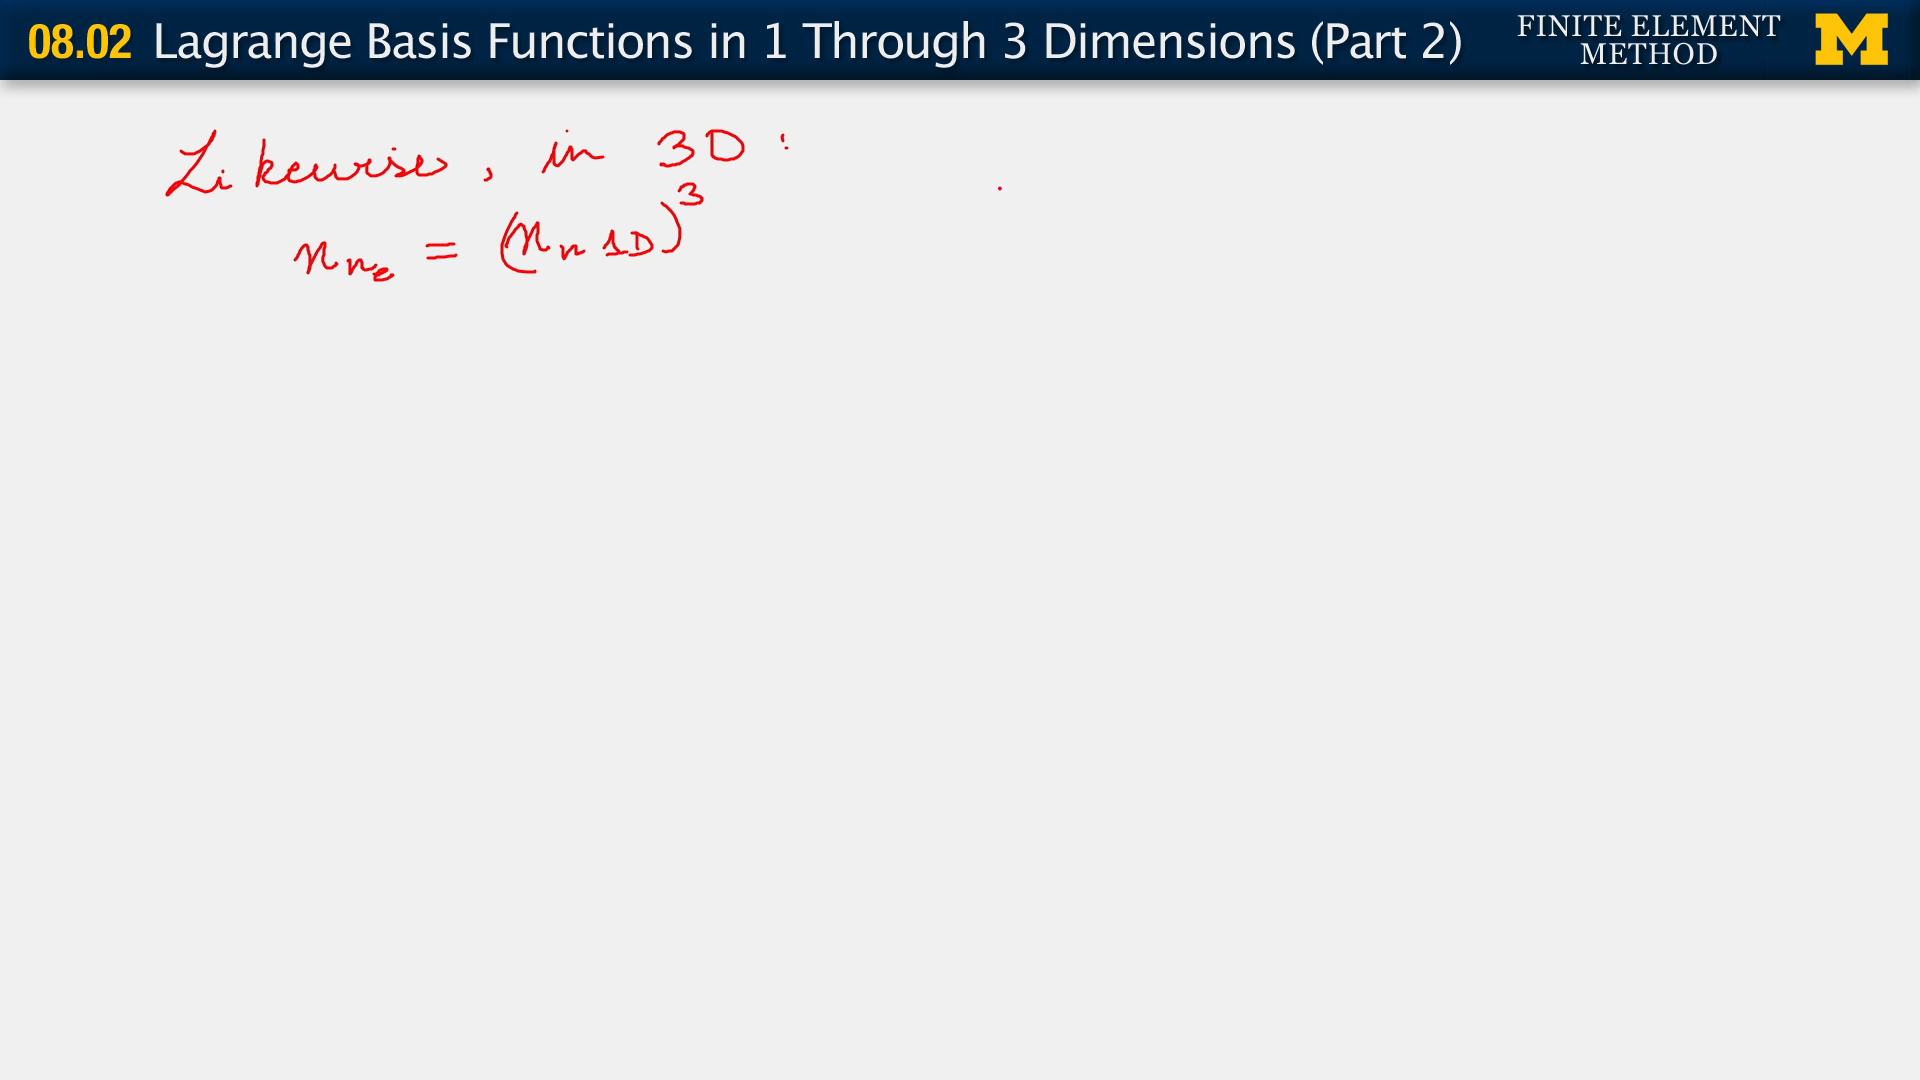 08.02 Lagrange Basis Functions in 1 Through 3 Dimensions (Part 2)
FINITE ELEMENT
METHOD
M
Likewise, in 3D :
n_{n_e} = (n_{n 1D})^3